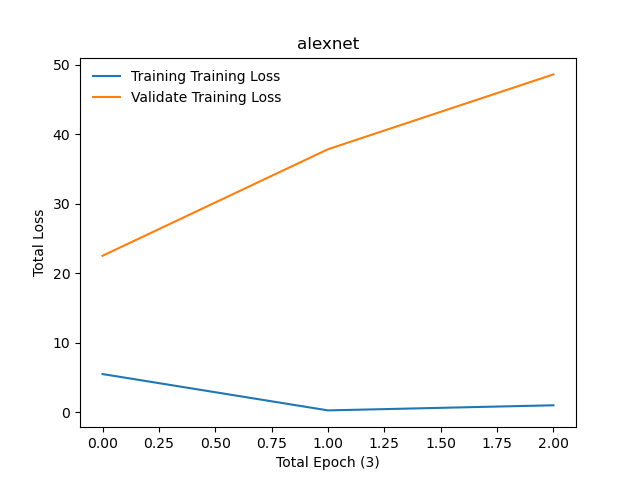 alexnet
Training Training Loss
Validate Training Loss
50
40
30
20
10
0
Total Loss
0.00 0.25 0.50 0.75 1.00 1.25 1.50 1.75 2.00
Total Epoch (3)